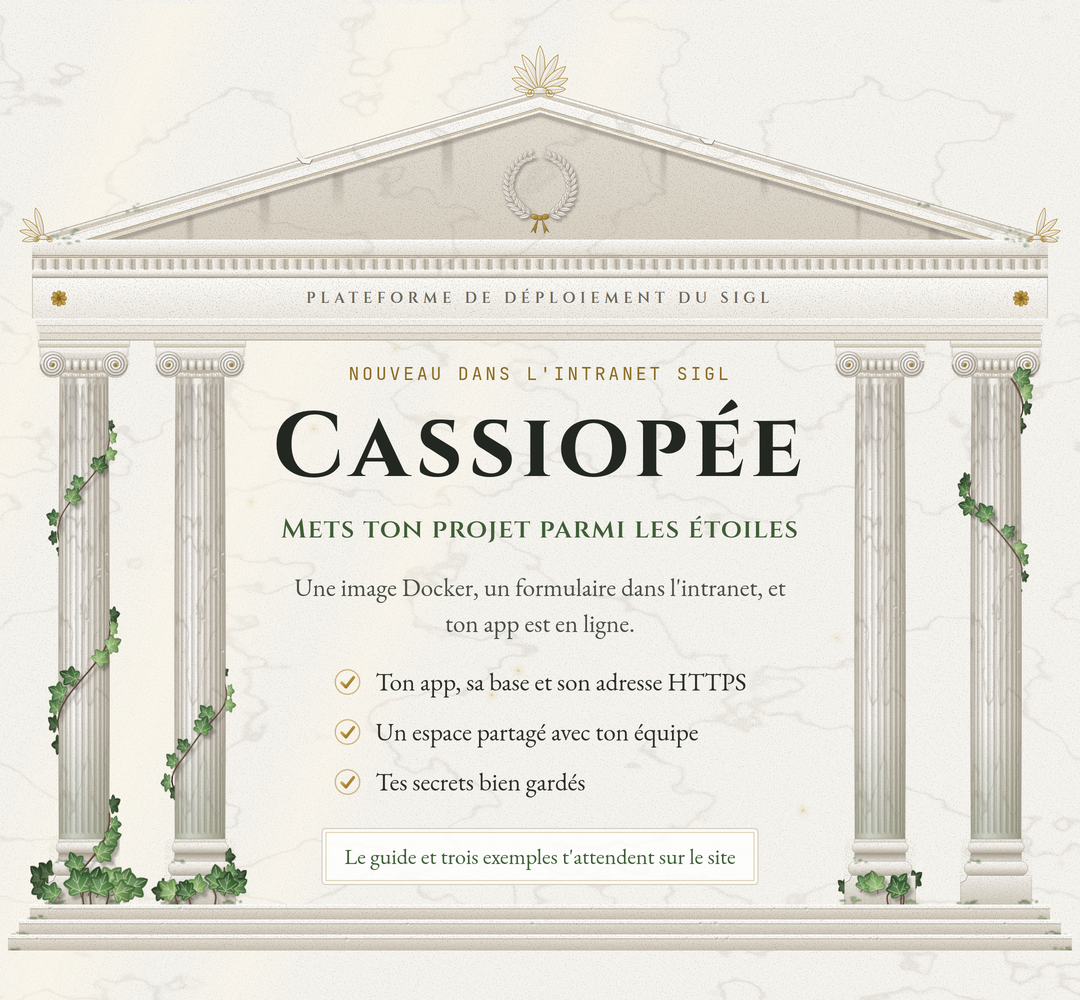 PLATEFORME DE DÉPLOIEMENT DU SIGL
NOUVEAU DANS L'INTRANET SIGL
CASSIOPÉE
METS TON PROJET PARMI LES ÉTOILES
Une image Docker, un formulaire dans l'intranet, et
ton app est en ligne.
Ton app, sa base et son adresse HTTPS
Un espace partagé avec ton équipe
Tes secrets bien gardés
Le guide et trois exemples t'attendent sur le site